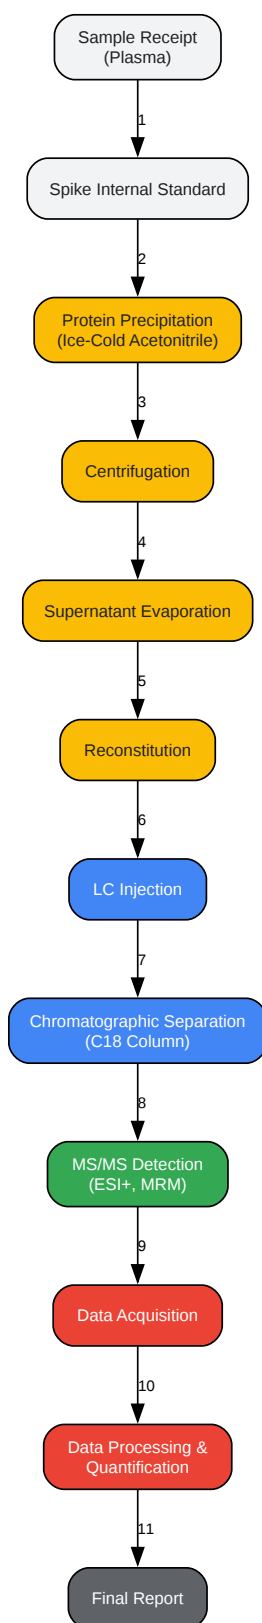 Sample Receipt
(Plasma)
1
Spike Internal Standard
2
Protein Precipitation
(Ice-Cold Acetonitrile)
3
Centrifugation
4
Supernatant Evaporation
5
Reconstitution
6
LC Injection
7
Chromatographic Separation
(C18 Column)
8
MS/MS Detection
(ESI+, MRM)
9
Data Acquisition
10
Data Processing &
Quantification
11
Final Report